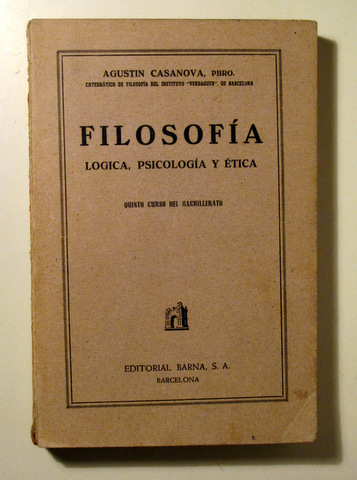 AGUSTIN CASANOVA, PBRO.
CATEDRÁTICO DE FILOSOFÍA DEL INSTITUTO "VERDAGUER", DE BARCELONA
FILOSOFÍA
LOGICA, PSICOLOGÍA Y ÉTICA
QUINTO CURSO DEL BACHILLERATO
EDITORIAL BARNA, S. A.
BARCELONA